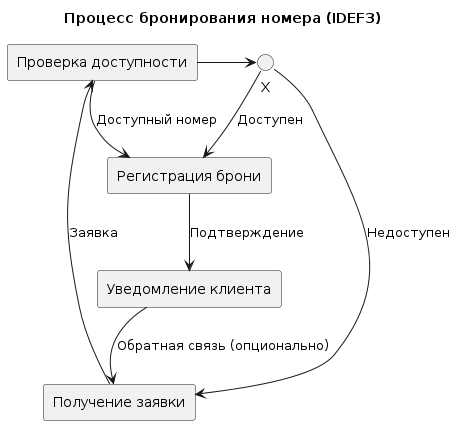 Процесс бронирования номера (IDEF3)
Проверка доступности
X
Доступный номер
Доступен
Регистрация брони
Заявка
Подтверждение
Недоступен
Уведомление клиента
Обратная связь (опционально)
Получение заявки